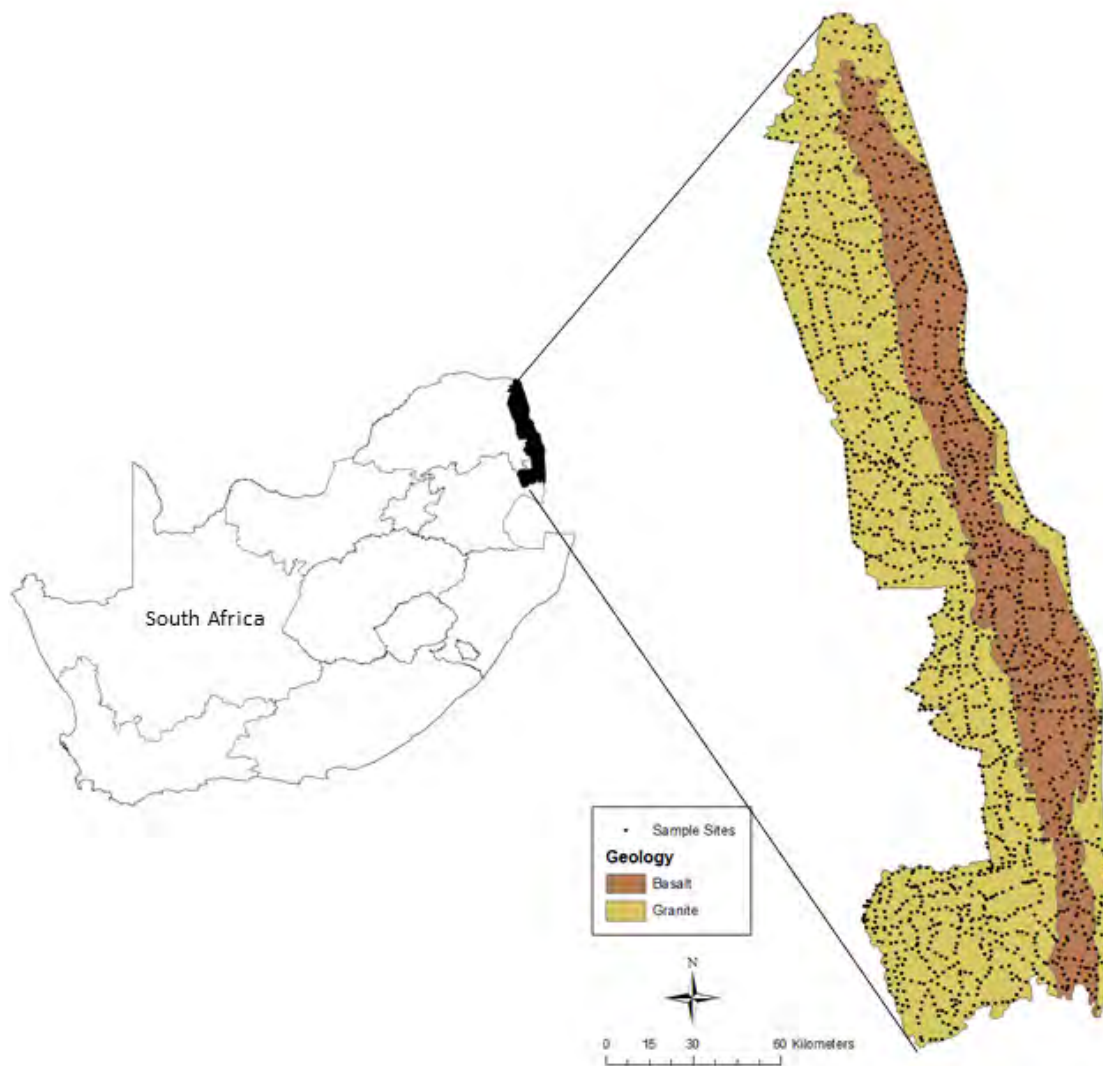 South Africa
Sample Sites
Geology
Basalt
Granite
N
0 15 30 60 Kilometers